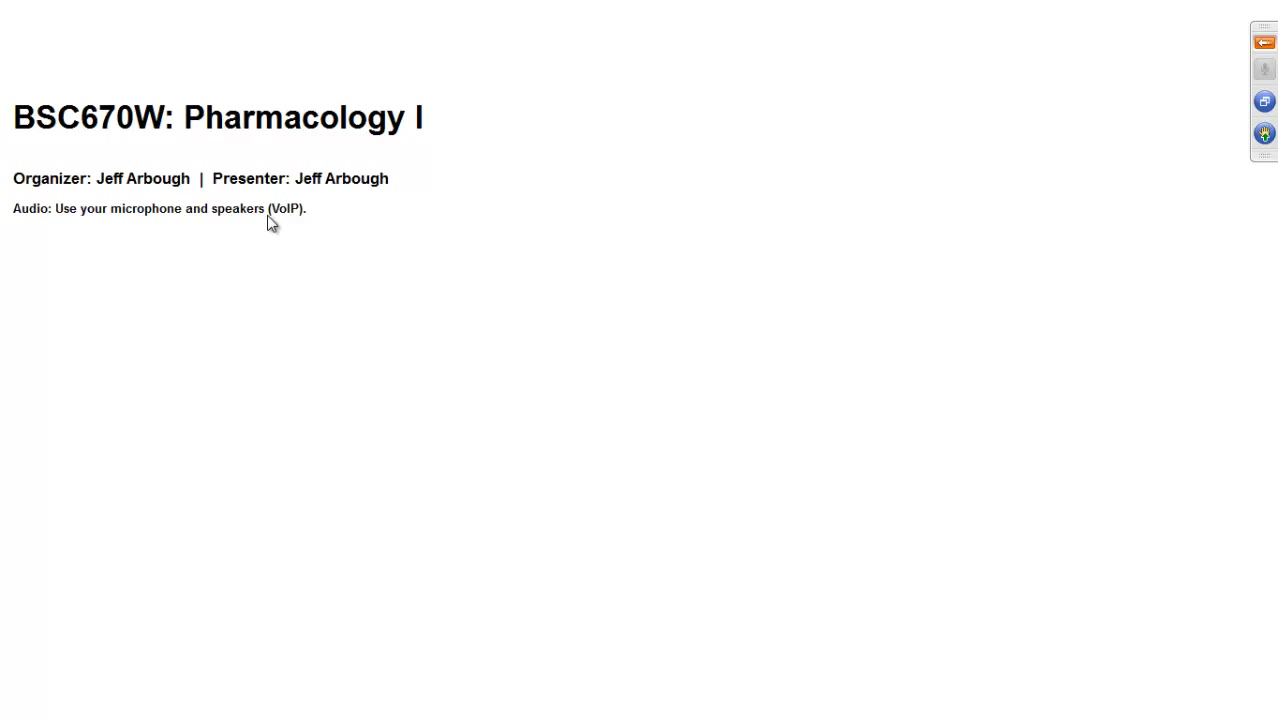 BSC670W: Pharmacology I
Organizer: Jeff Arbough | Presenter: Jeff Arbough
Audio: Use your microphone and speakers (VoIP).